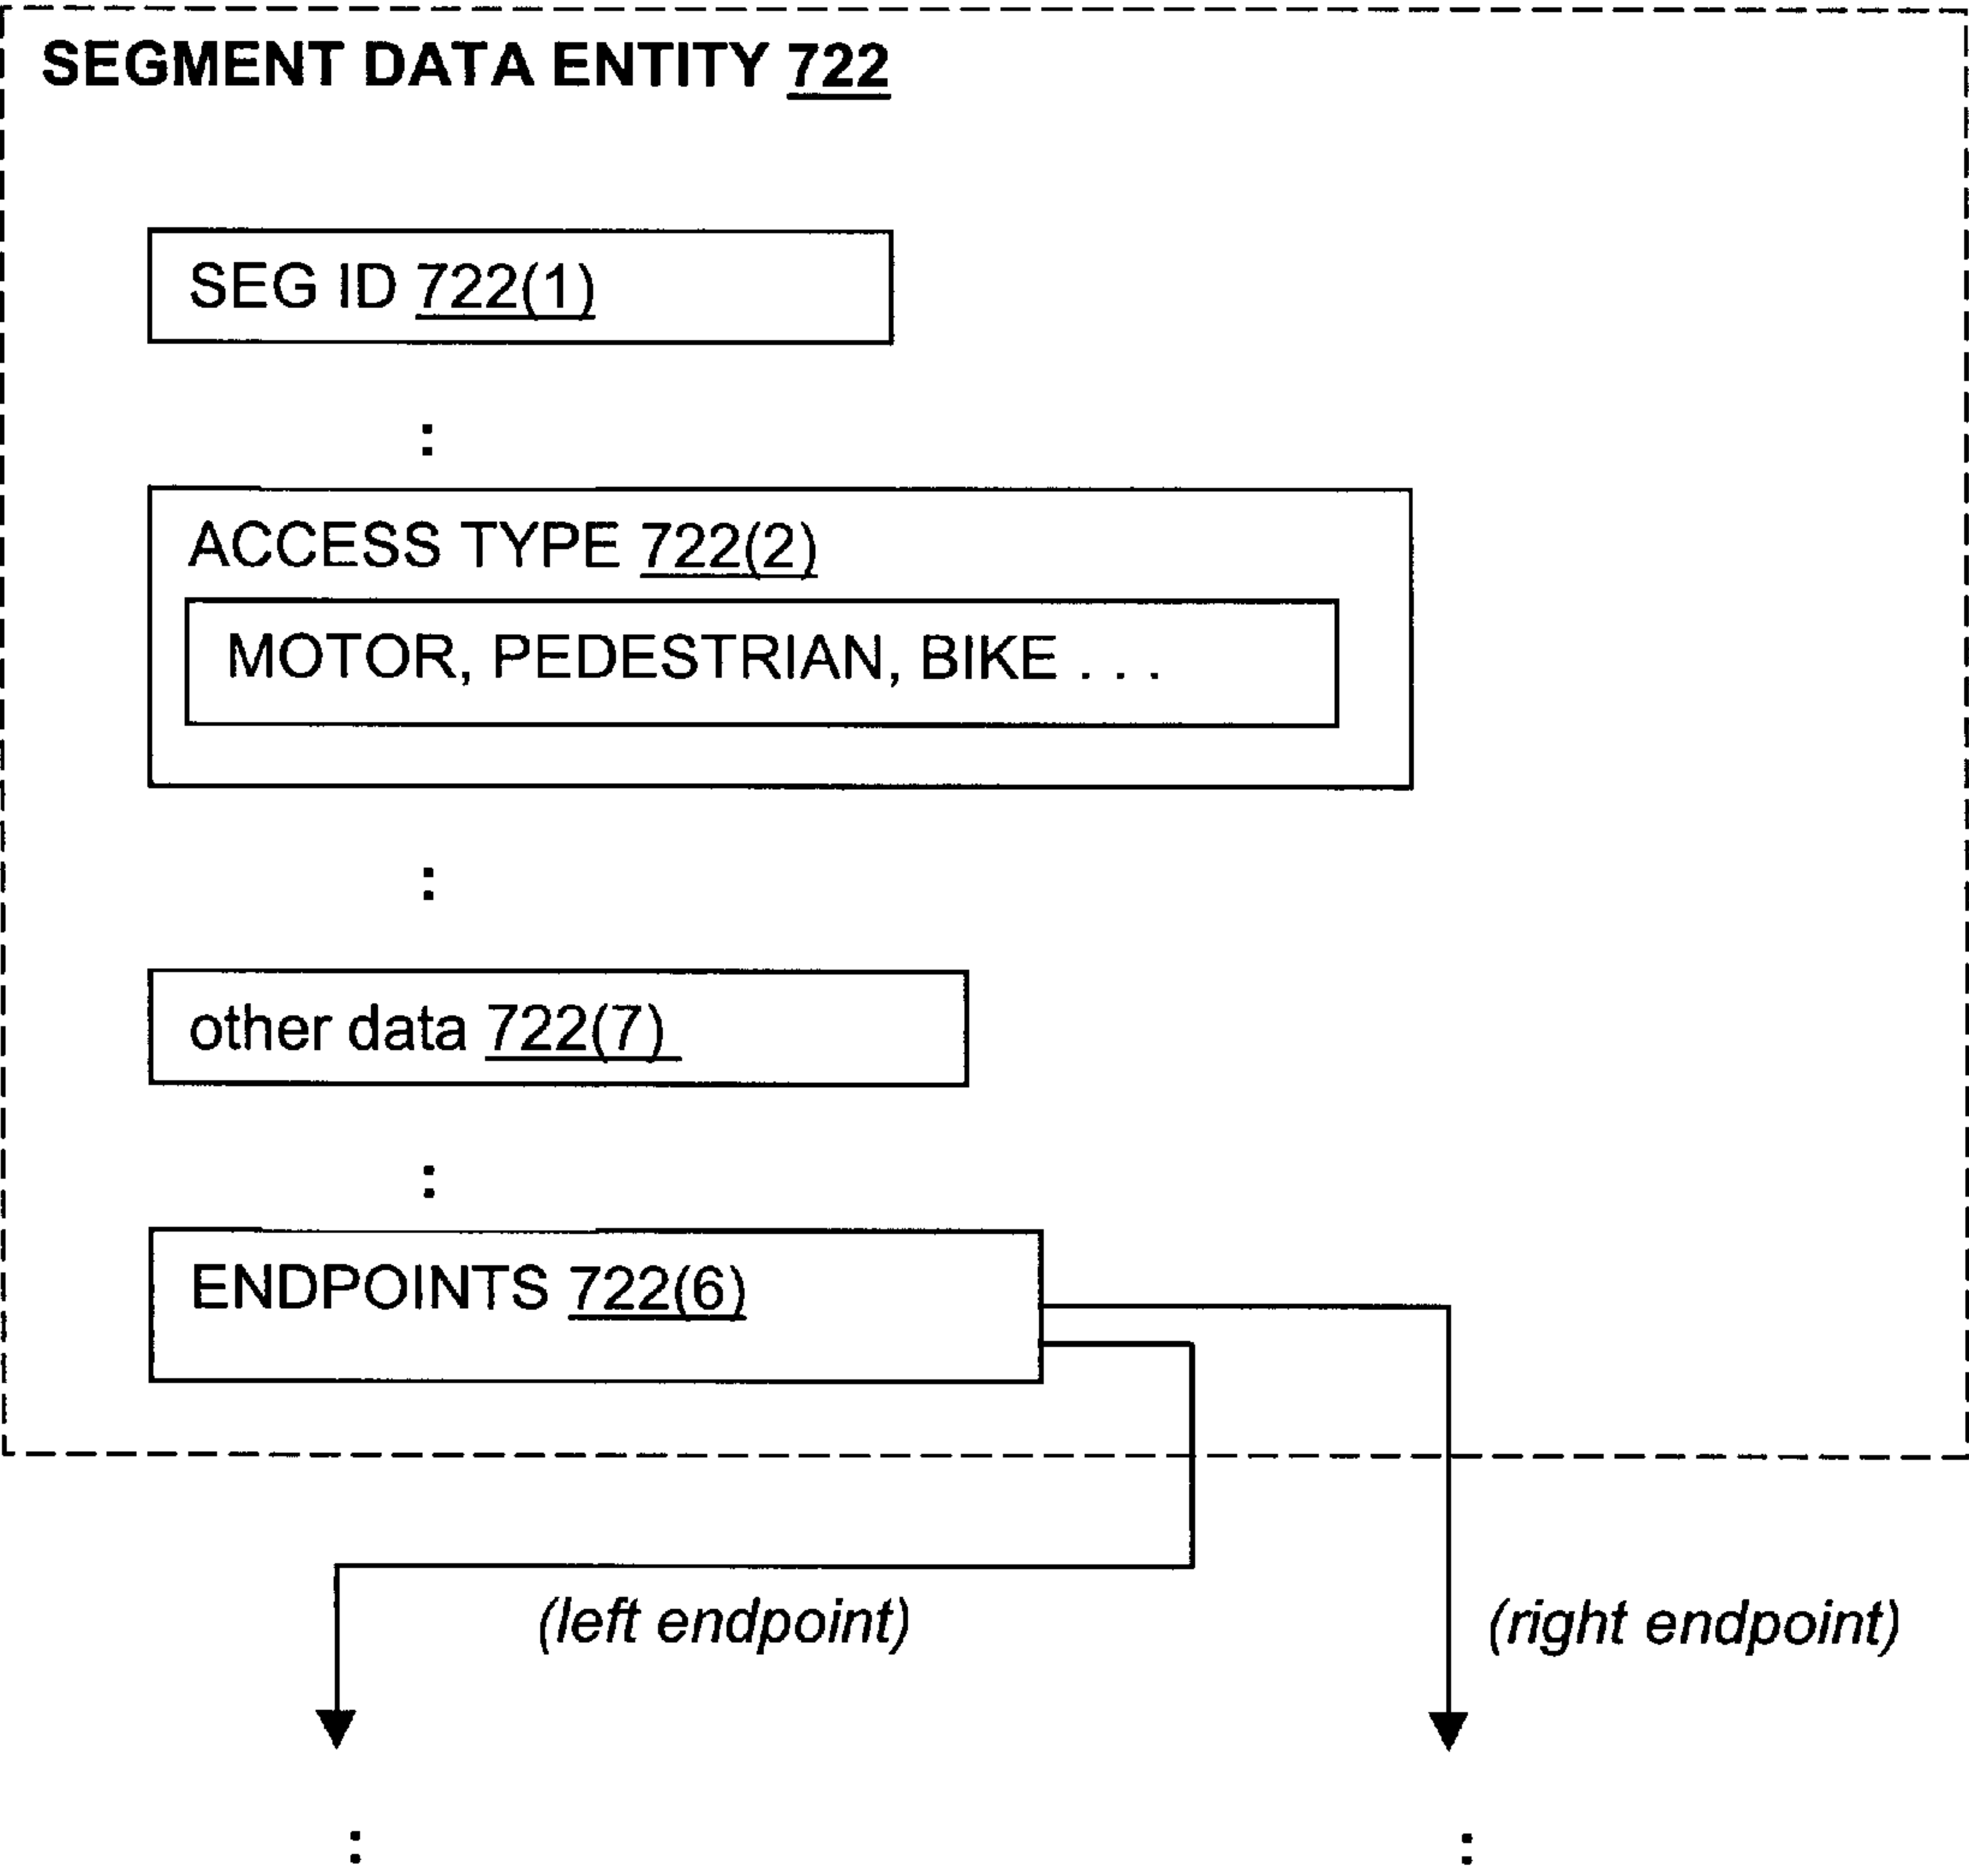 SEGMENT DATA ENTITY 722
SEG ID 722(1)
:
ACCESS TYPE 722(2)
MOTOR, PEDESTRIAN, BIKE . . .
:
other data 722(7)
:
ENDPOINTS 722(6)
(left endpoint) (right endpoint)
: :